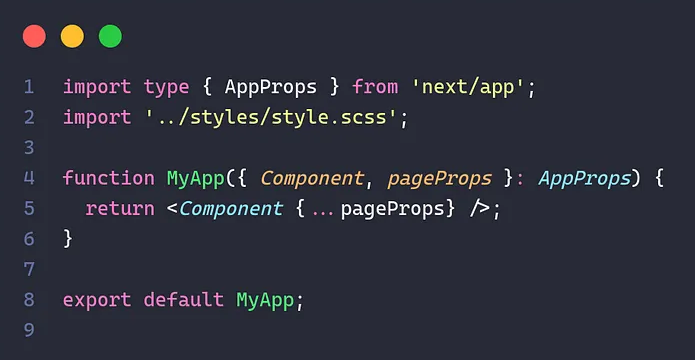 1 import type { AppProps } from 'next/app';
2 import '../styles/style.scss';
3
4 function MyApp({ Component, pageProps }: AppProps) {
5   return <Component {...pageProps} />;
6 }
7
8 export default MyApp;
9